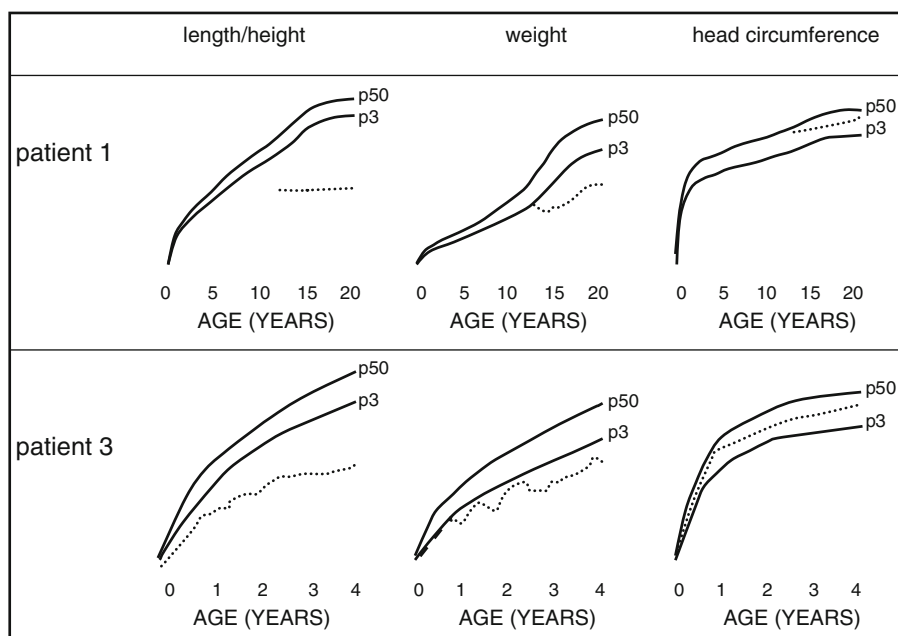 length/height weight head circumference
patient 1
p50
p3
p50
p3
p50
p3
0 5 10 15 20
AGE (YEARS)
0 5 10 15 20
AGE (YEARS)
0 5 10 15 20
AGE (YEARS)
patient 3
p50
p3
p50
p3
p50
p3
0 1 2 3 4
AGE (YEARS)
0 1 2 3 4
AGE (YEARS)
0 1 2 3 4
AGE (YEARS)